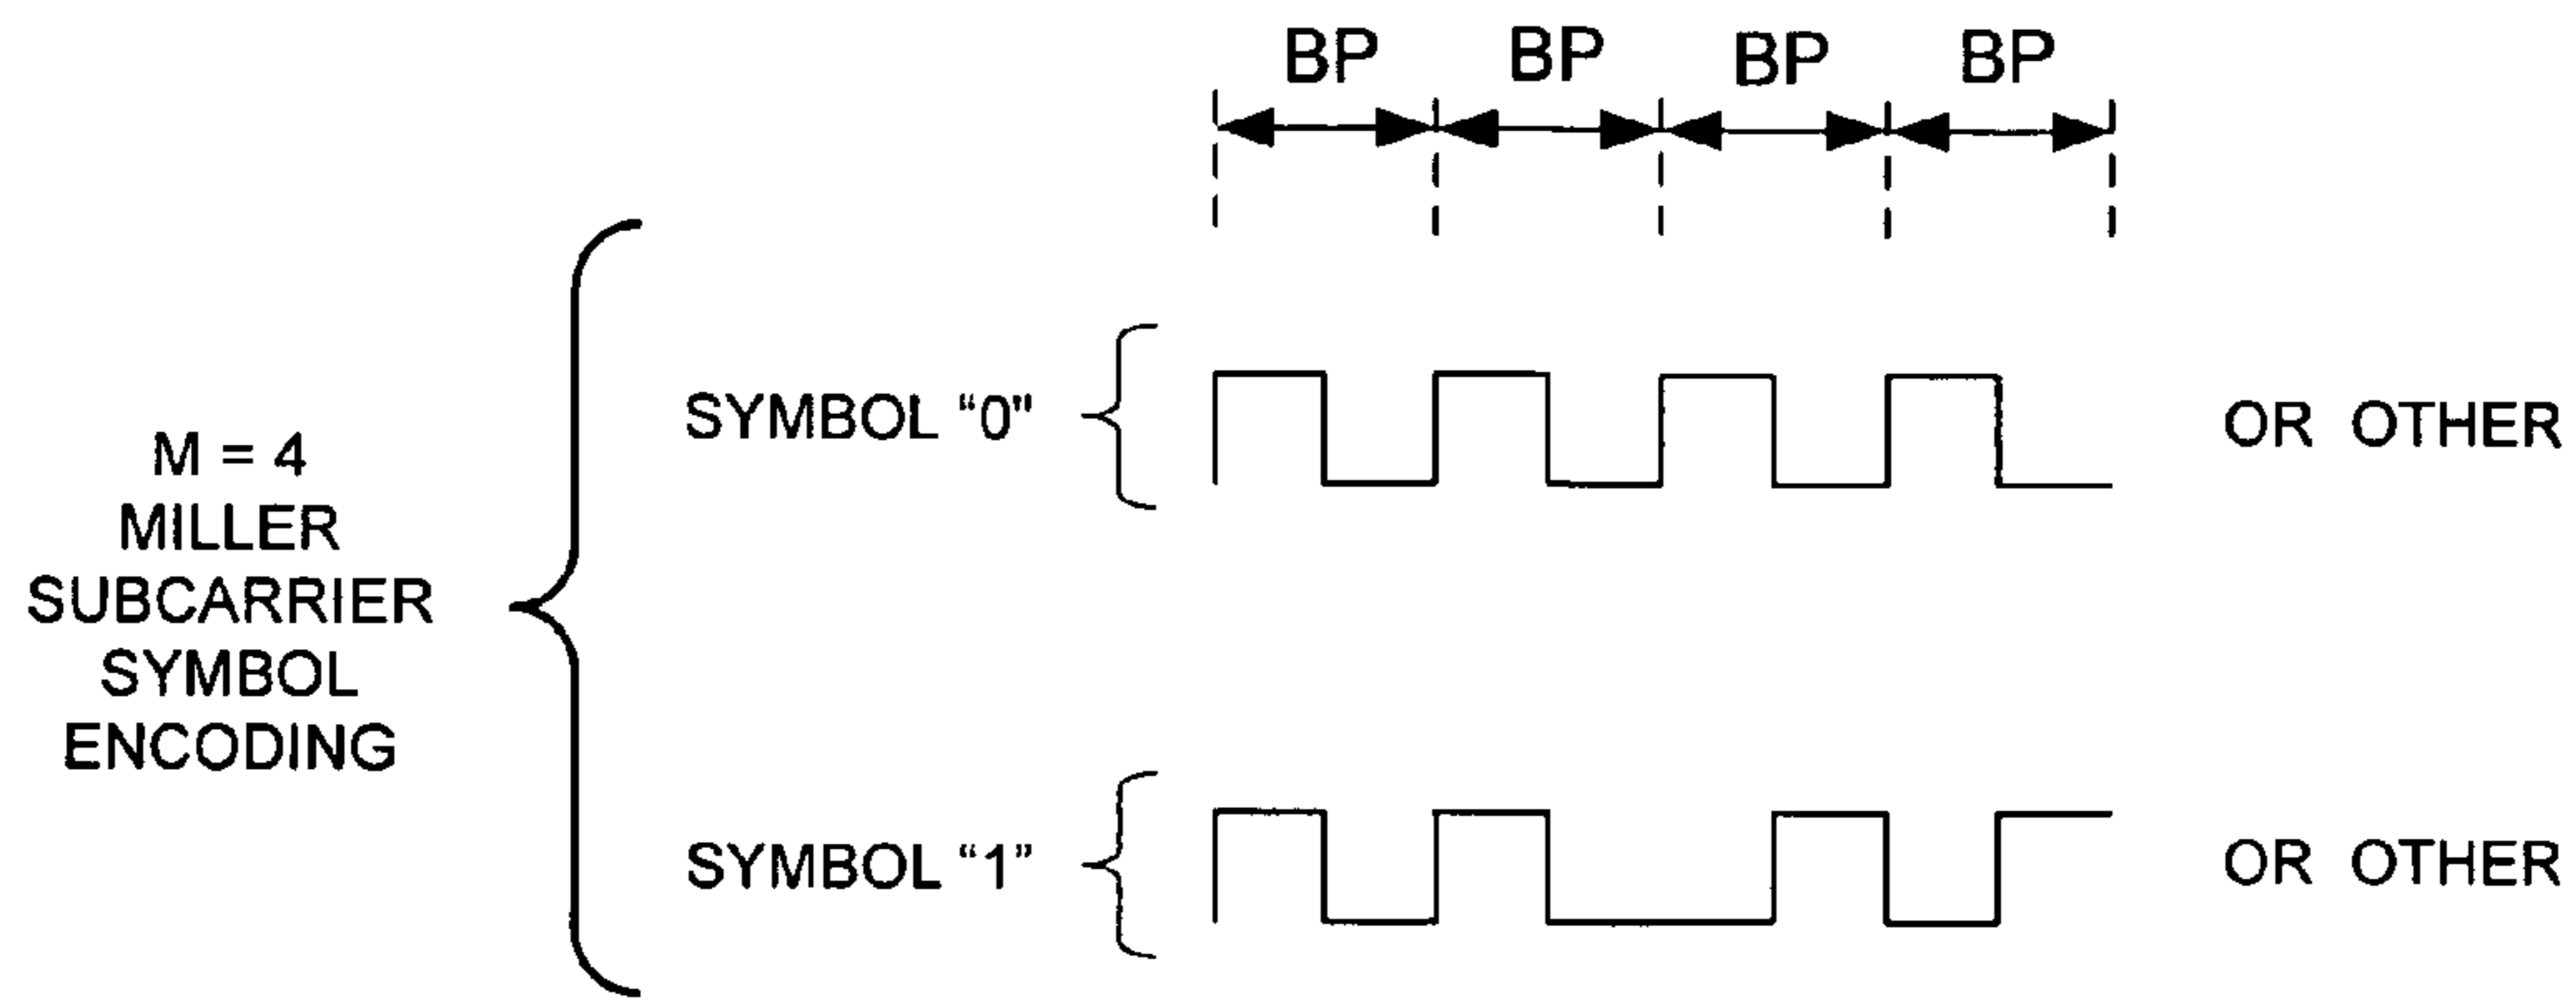 BP BP BP BP
M = 4
MILLER
SUBCARRIER
SYMBOL
ENCODING
SYMBOL “0" OR OTHER
SYMBOL “1” OR OTHER